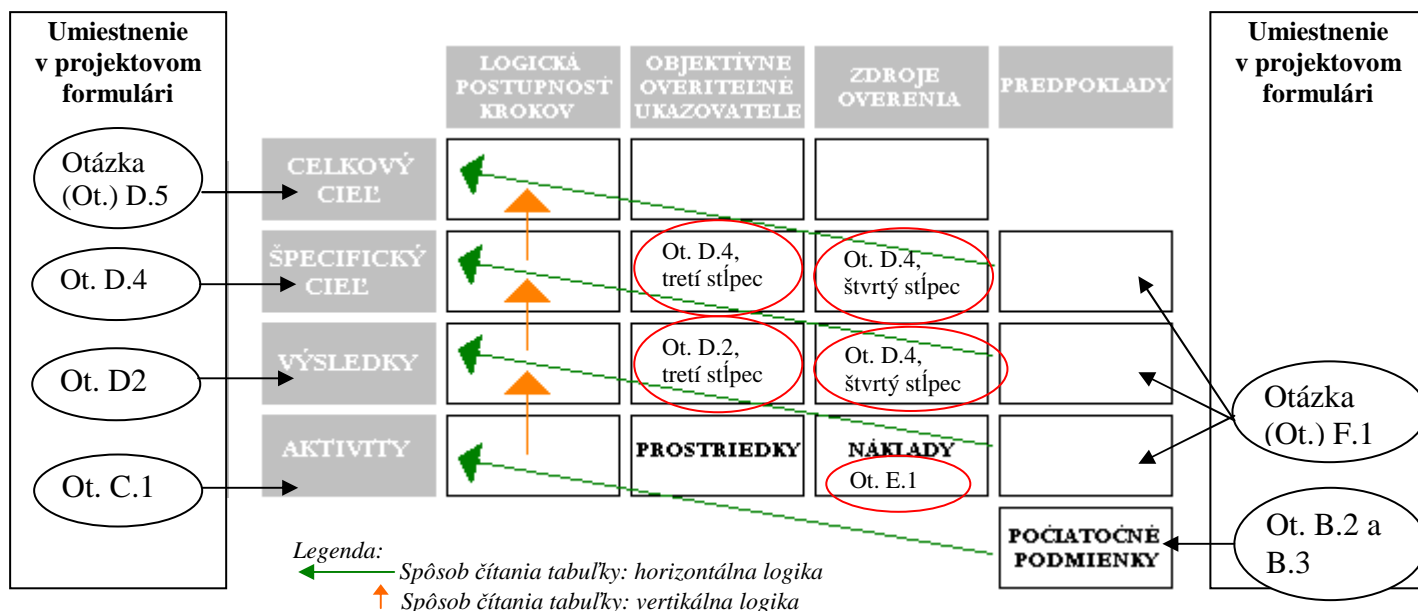 Umiestnenie
v projektovom
formulári
Otázka
(Ot.) D.5
Ot. D.4
Ot. D2
Ot. C.1
LOGICKÁ
POSTUPNOSŤ
KROKOV
OBJEKTÍVNE
OVERITEĽNÉ
UKAZOVATELE
ZDROJE
OVERENIA
PREDPOKLADY
CELKOVÝ
CIEĽ
ŠPECIFICKÝ
CIEĽ
Ot. D.4,
tretí stĺpec
Ot. D.4,
štvrtý stĺpec
VÝSLEDKY
Ot. D.2,
tretí stĺpec
Ot. D.4,
štvrtý stĺpec
AKTIVITY
PROSTRIEDKY
NÁKLADY
Ot. E.1
POČIATOČNÉ
PODMIENKY
Legenda:
Spôsob čítania tabuľky: horizontálna logika
Spôsob čítania tabuľky: vertikálna logika
Umiestnenie
v projektovom
formulári
Otázka
(Ot.) F.1
Ot. B.2 a
B.3